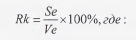 Rk = Se/Ve × 100%, где: